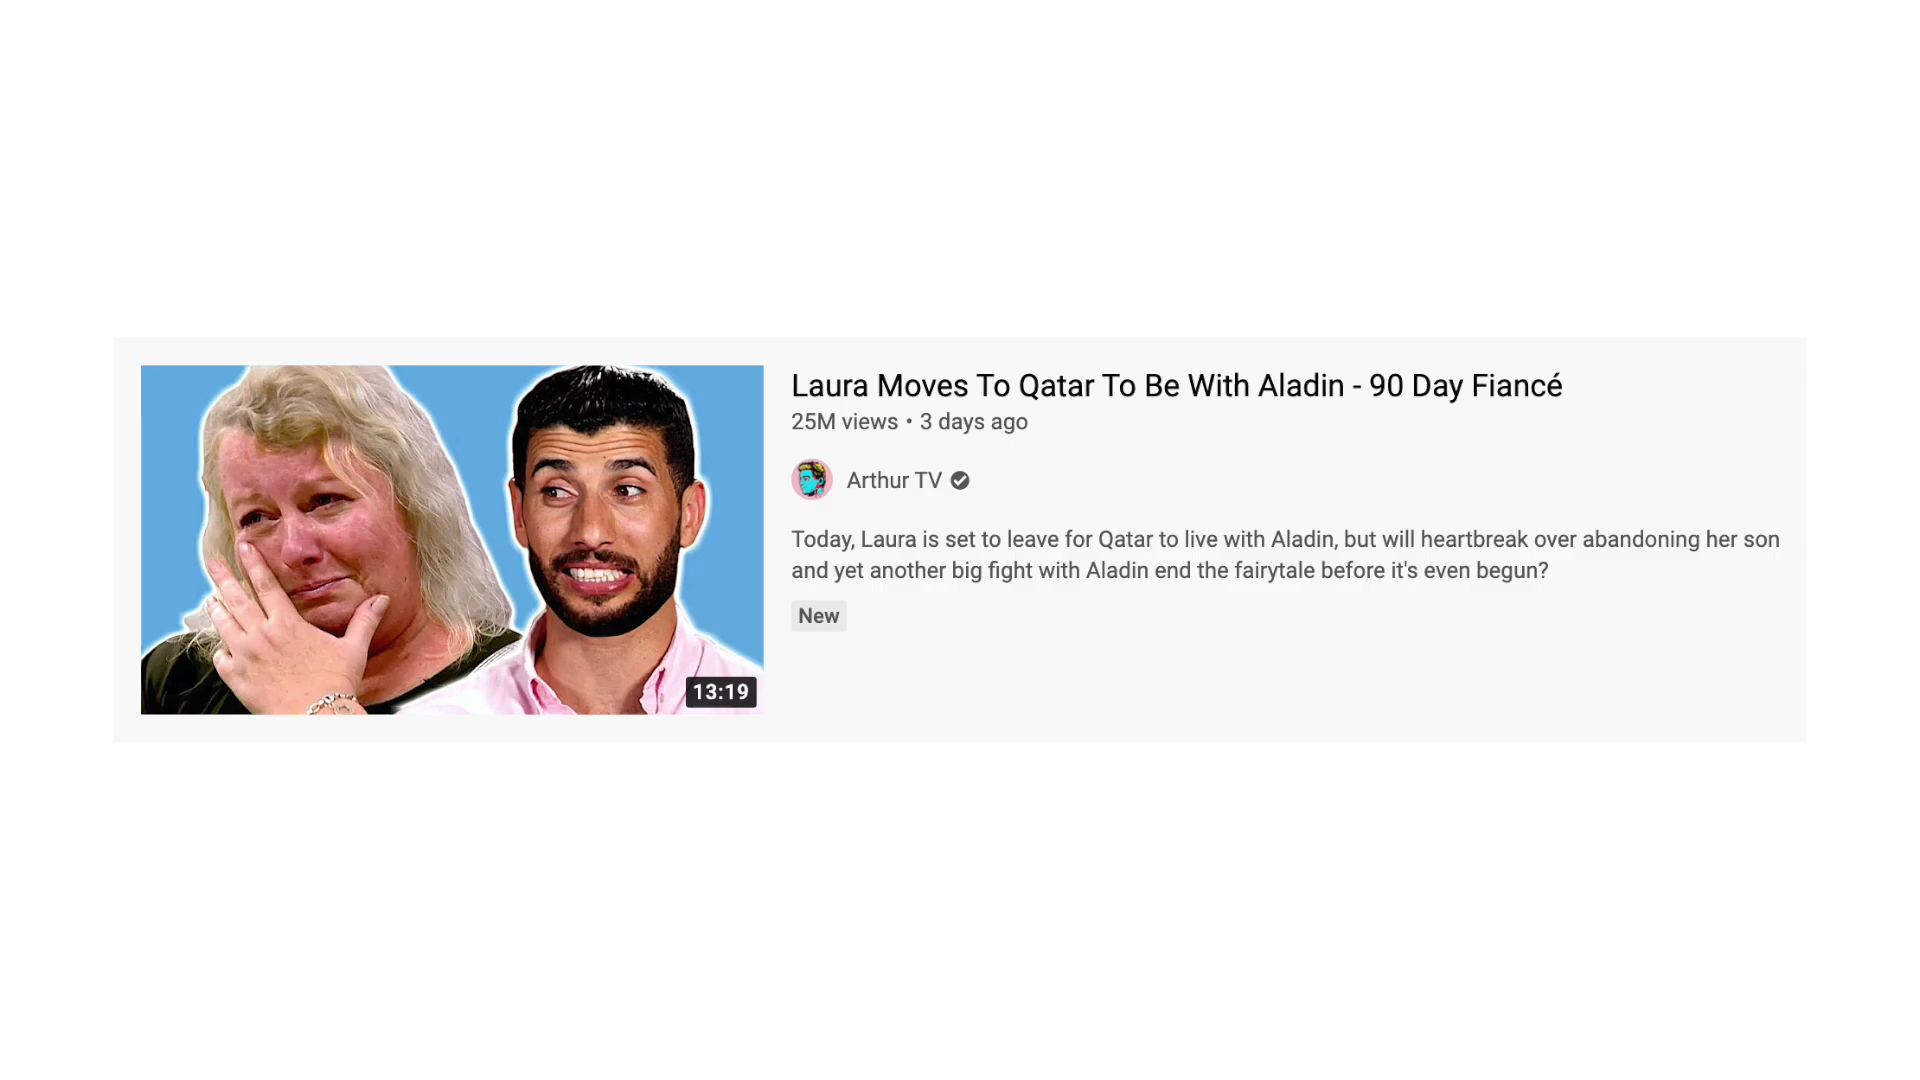 Laura Moves To Qatar To Be With Aladin - 90 Day Fiancé
25M views • 3 days ago
Arthur TV
Today, Laura is set to leave for Qatar to live with Aladin, but will heartbreak over abandoning her son
and yet another big fight with Aladin end the fairytale before it's even begun?
New
13:19